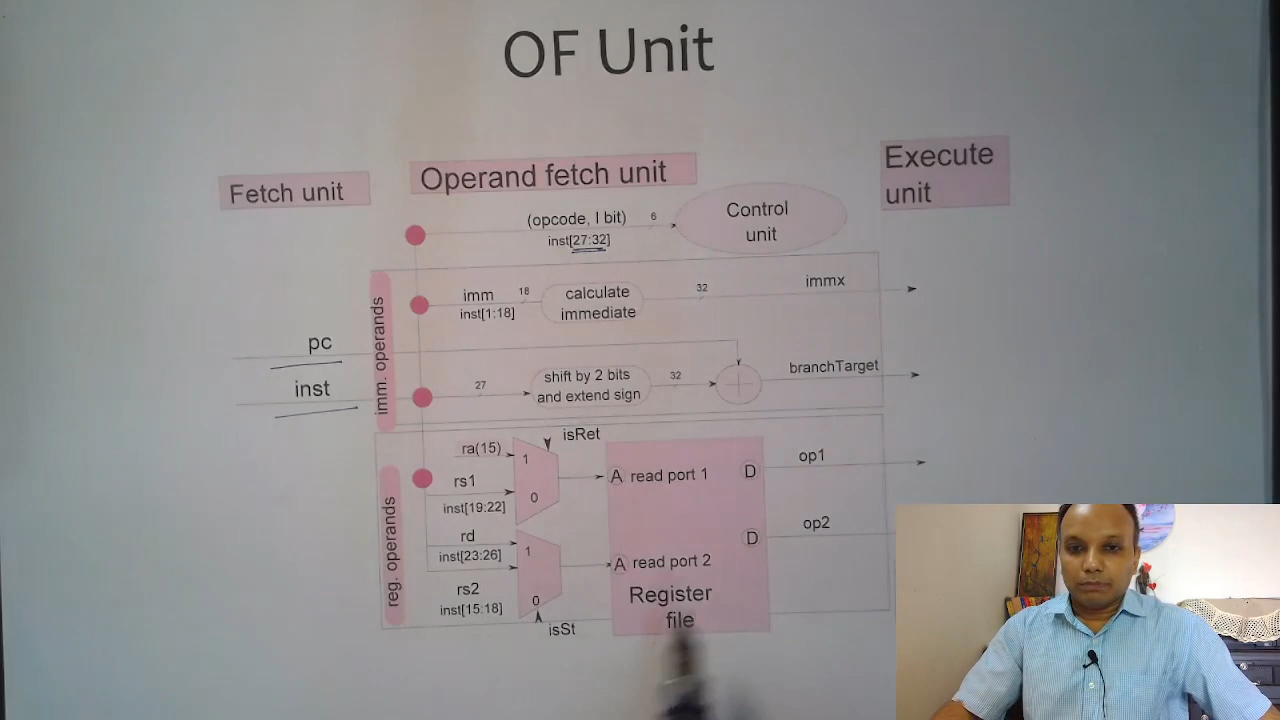 OF Unit
Fetch unit
Operand fetch unit
Execute
unit
(opcode, I bit)
6
inst[27:32]
Control
unit
imm. operands
imm
18
inst[1:18]
calculate
immediate
32
immx
pc
inst
27
shift by 2 bits
and extend sign
32
branchTarget
reg. operands
ra(15)
1
isRet
rs1
0
inst[19:22]
A read port 1
D
op1
rd
1
inst[23:26]
rs2
0
inst[15:18]
isSt
A read port 2
D
op2
Register
file